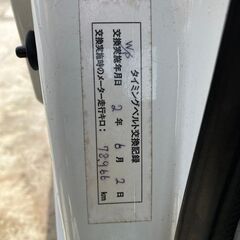 W/P
タイミングベルト交換記録
交換実施年月日 2年 6月 2日
交換実施時のメーター走行キロ: 78,966 km